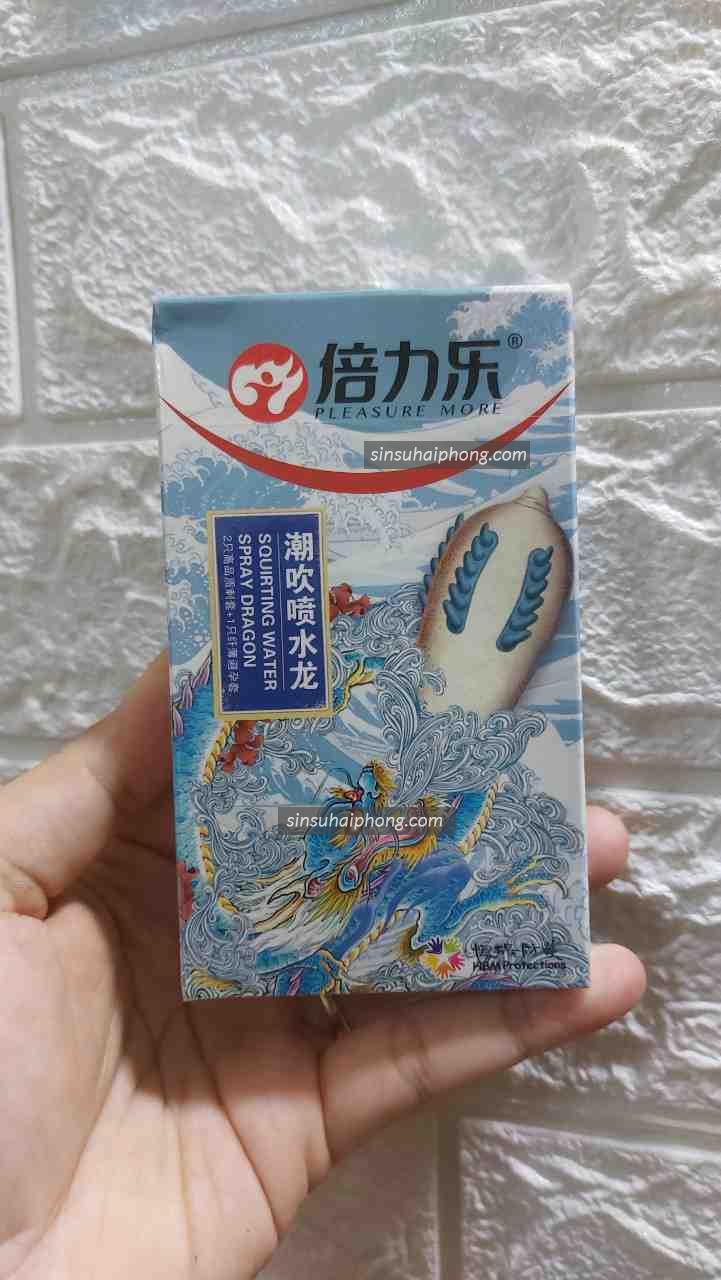 倍力乐®
PLEASURE MORE
sinsuhaiphong.com
潮吹喷水龙
SQUIRTING WATER
SPRAY DRAGON
sinsuhaiphong.com
HBM Protections